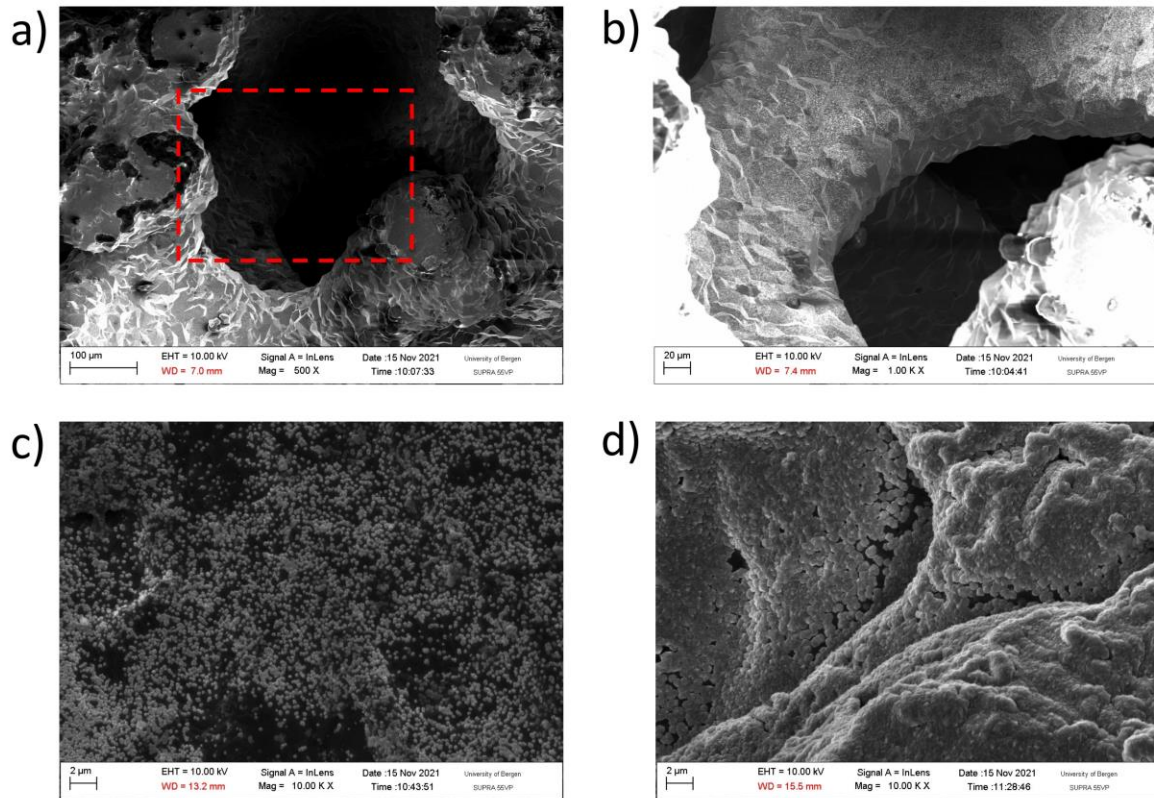 a)
100 µm
EHT = 10.00 kV
WD = 7.0 mm
Signal A = InLens
Mag = 500 X
Date :15 Nov 2021
Time :10:07:33
University of Bergen
SUPRA 55VP
b)
20 µm
EHT = 10.00 kV
WD = 7.4 mm
Signal A = InLens
Mag = 1.00 K X
Date :15 Nov 2021
Time :10:04:41
University of Bergen
SUPRA 55VP
c)
2 µm
EHT = 10.00 kV
WD = 13.2 mm
Signal A = InLens
Mag = 10.00 K X
Date :15 Nov 2021
Time :10:43:51
University of Bergen
SUPRA 55VP
d)
2 µm
EHT = 10.00 kV
WD = 15.5 mm
Signal A = InLens
Mag = 10.00 K X
Date :15 Nov 2021
Time :11:28:46
University of Bergen
SUPRA 55VP